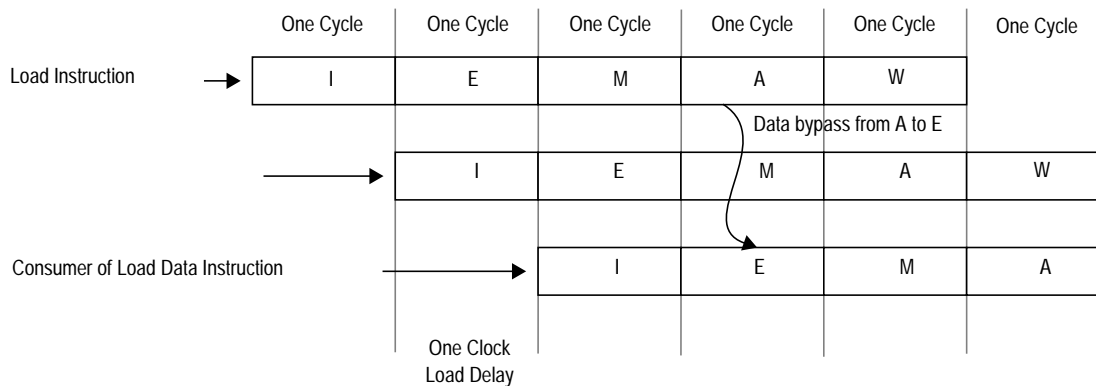 One Cycle One Cycle One Cycle One Cycle One Cycle One Cycle
Load Instruction I E M A W
Data bypass from A to E
I E M A W
Consumer of Load Data Instruction I E M A
One Clock
Load Delay